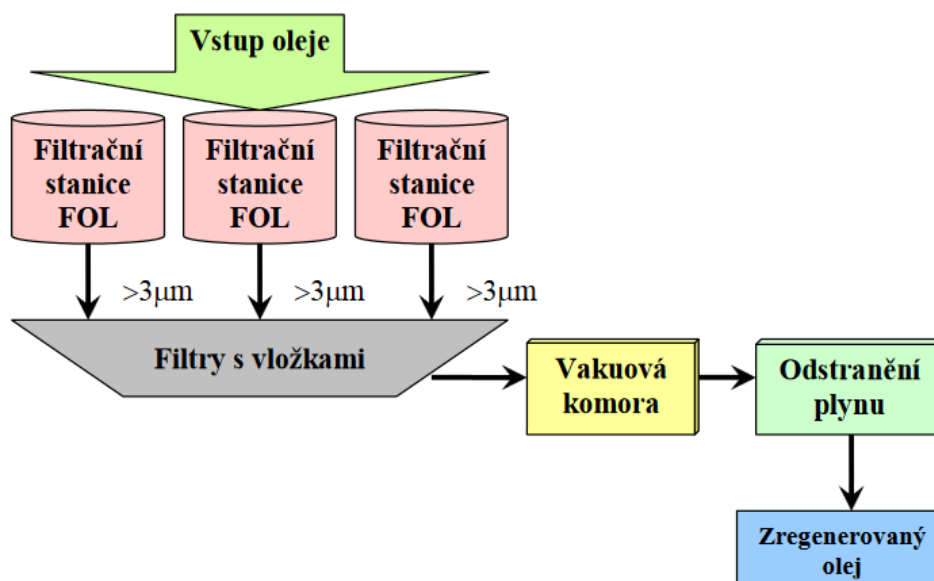 Vstup oleje
Filtrační
stanice
FOL
Filtrační
stanice
FOL
Filtrační
stanice
FOL
>3μm
>3μm
>3μm
Filtry s vložkami
Vakuová
komora
Odstranění
plynu
Zregenerovaný
olej